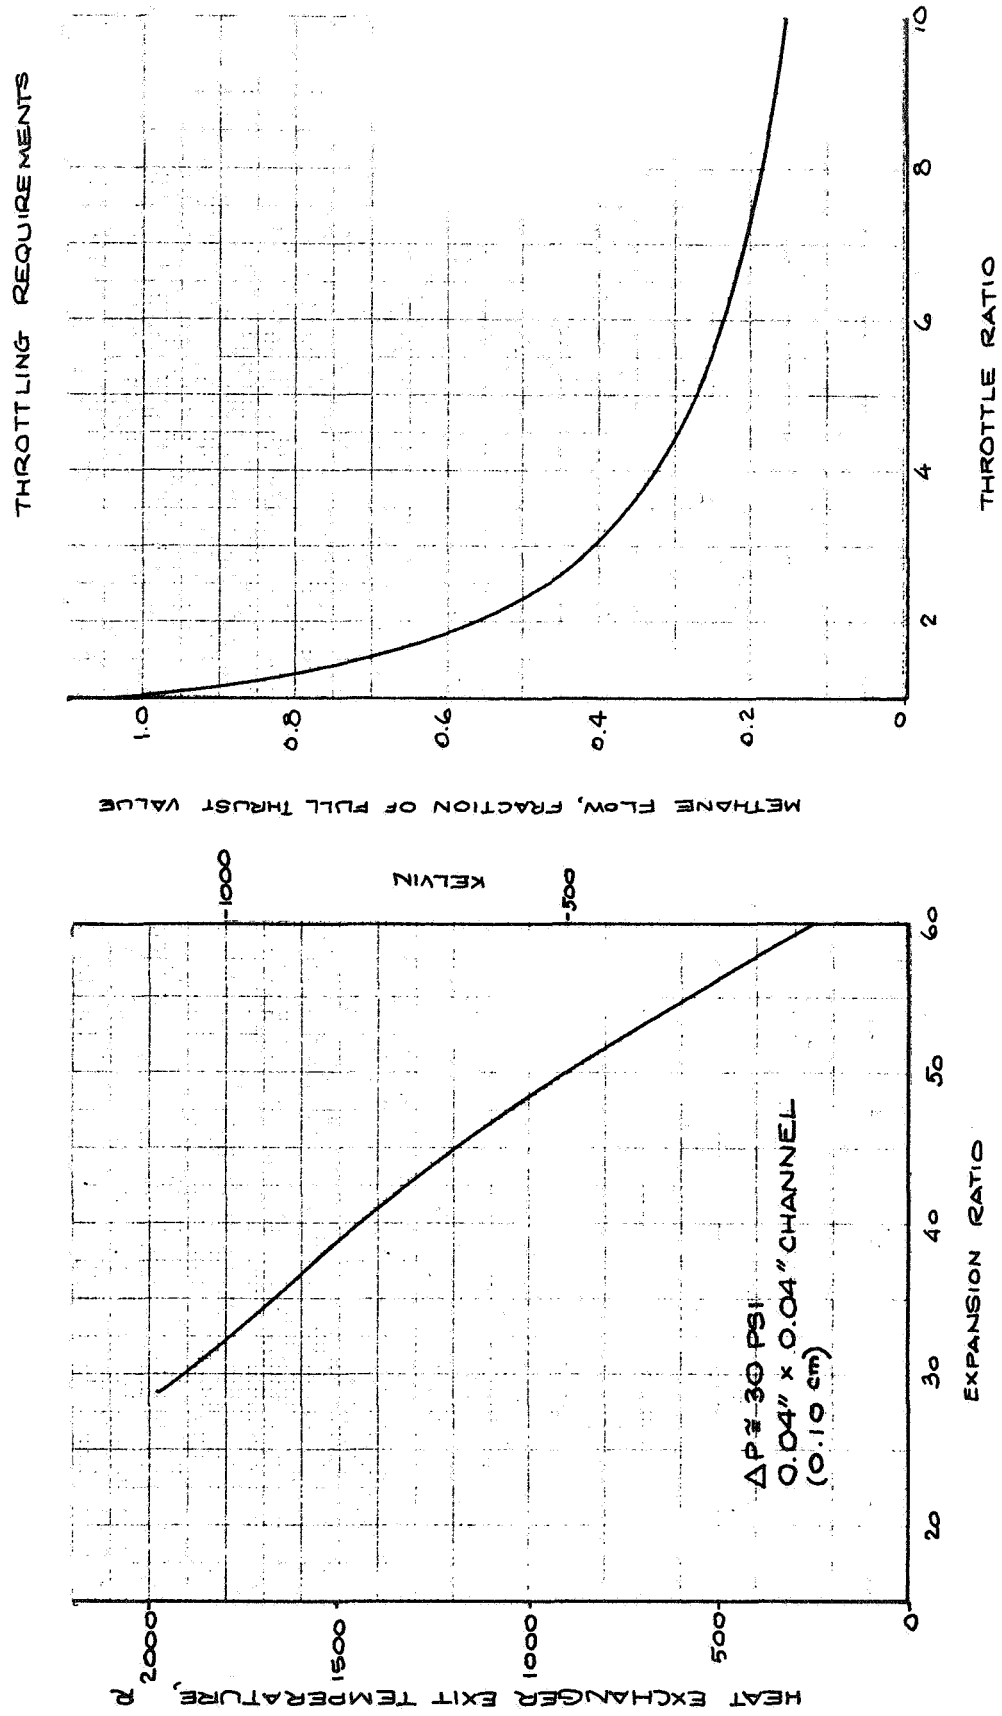 THROTTLING REQUIREMENTS
HEAT EXCHANGER EXIT TEMPERATURE, R
2000
1500
1000
500
0
20
30
40
50
60
EXPANSION RATIO
ΔP ≅ 30 PSI
0.04" x 0.04" CHANNEL
(0.10 cm)
KELVIN
-1000
-500
METHANE FLOW, FRACTION OF FULL THRUST VALUE
1.0
0.8
0.6
0.4
0.2
0
2
4
6
8
10
THROTTLE RATIO